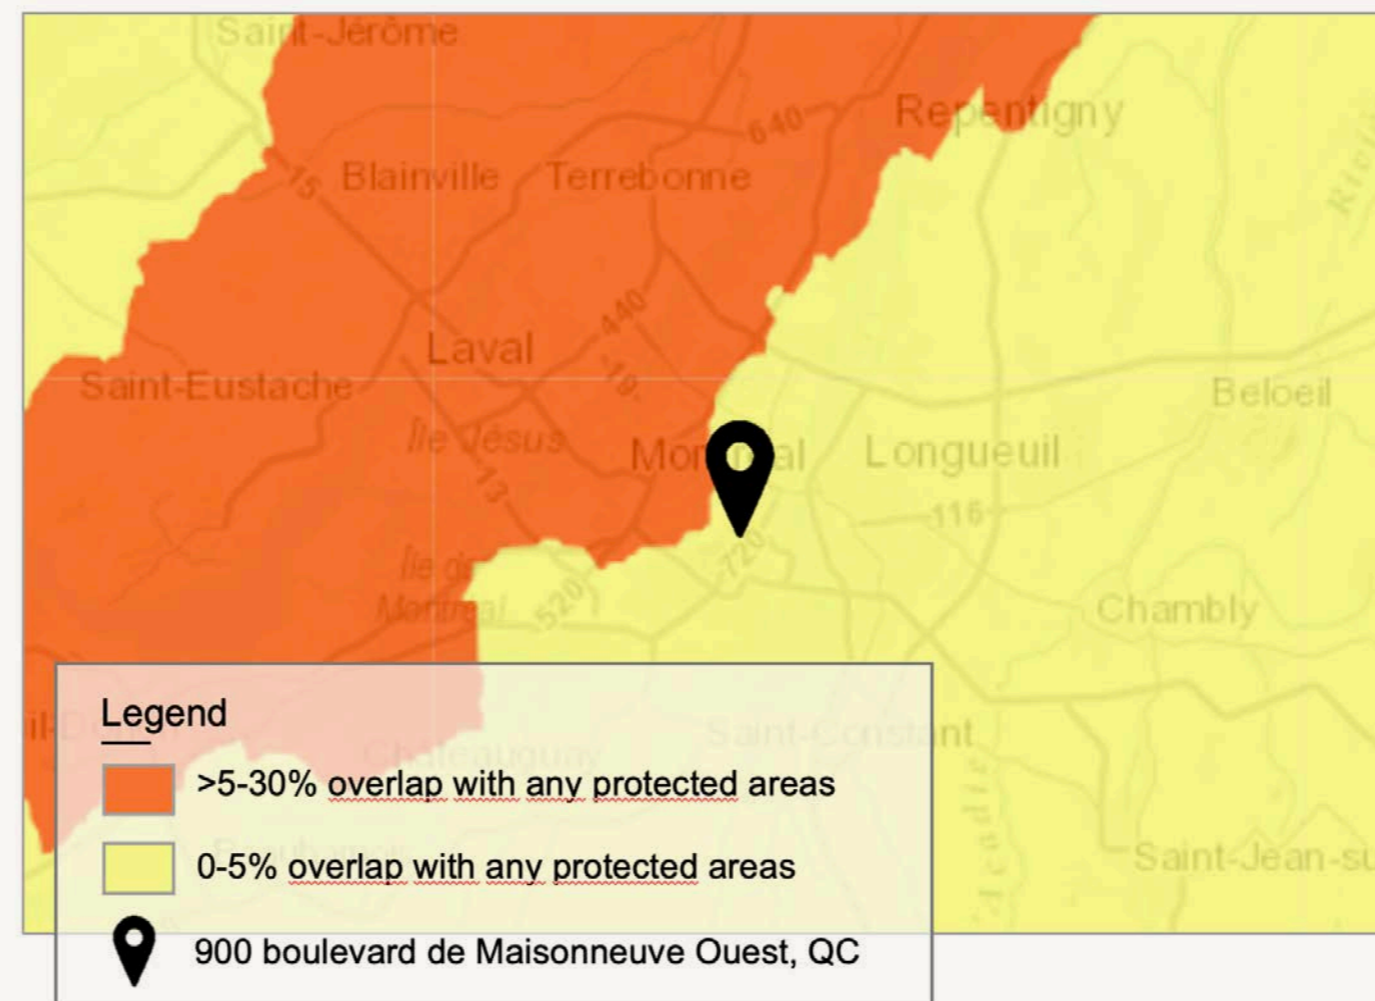 Saint-Jérôme
Repentigny
640
15
Blainville
Terrebonne
440
Laval
19
Saint-Eustache
Beloeil
Île Jésus
Longueuil
13
116
720
520
Montréal
Chambly
Saint-Constant
Châteauguay
Saint-Jean-su
Legend
>5-30% overlap with any protected areas
0-5% overlap with any protected areas
900 boulevard de Maisonneuve Ouest, QC